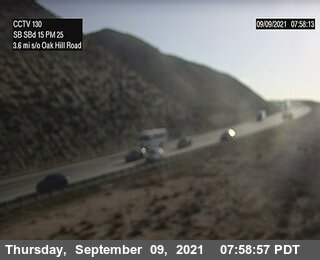 CCTV 130
SB SBd 15 PM 25
3.6 mi s/o Oak Hill Road
09/09/2021 07:58:13
Thursday, September 09, 2021 07:58:57 PDT